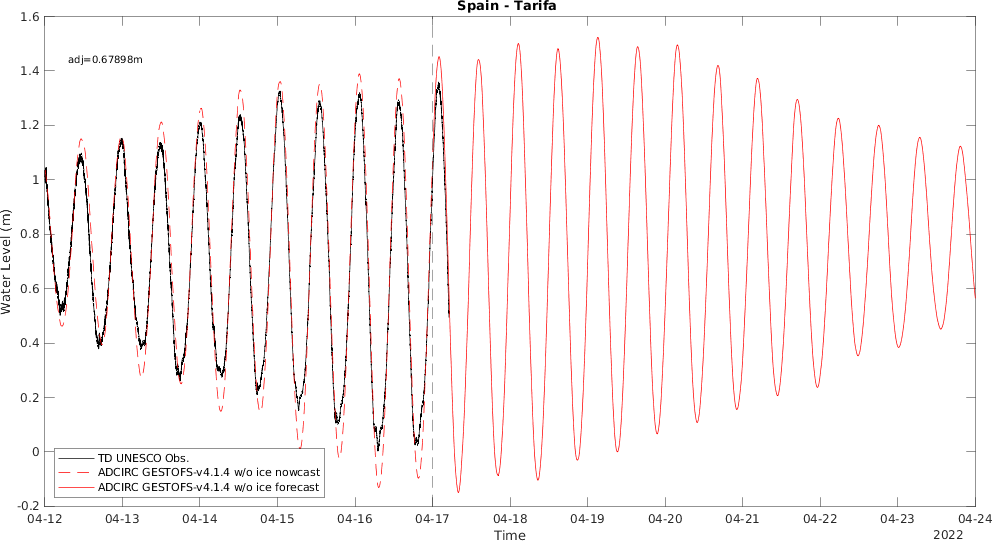 Spain - Tarifa
1.6
1.4
1.2
1
0.8
0.6
0.4
0.2
0
-0.2
Water Level (m)
adj=0.67898m
TD UNESCO Obs.
ADCIRC GESTOFS-v4.1.4 w/o ice nowcast
ADCIRC GESTOFS-v4.1.4 w/o ice forecast
04-12 04-13 04-14 04-15 04-16 04-17 04-18 04-19 04-20 04-21 04-22 04-23 04-24
Time
2022